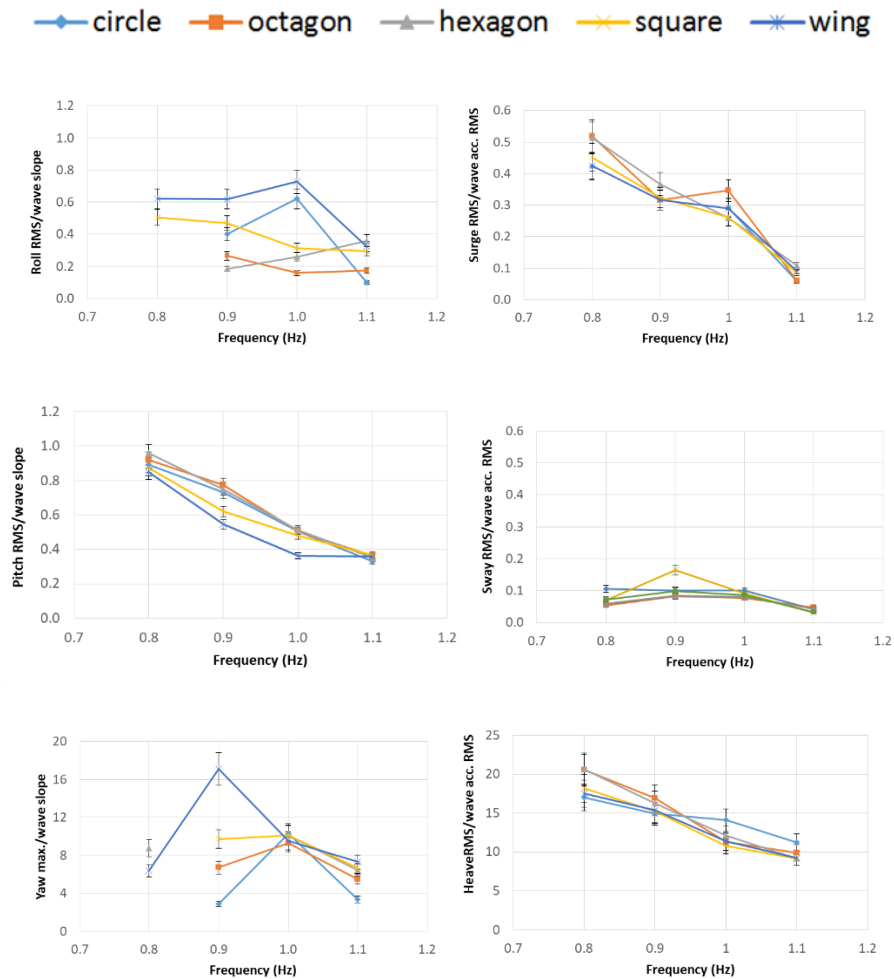 circle octagon hexagon square wing
Roll RMS/wave slope
1.2
1.0
0.8
0.6
0.4
0.2
0.0
0.7 0.8 0.9 1.0 1.1 1.2
Frequency (Hz)
Surge RMS/wave acc. RMS
0.6
0.5
0.4
0.3
0.2
0.1
0.0
0.7 0.8 0.9 1 1.1 1.2
Frequency (Hz)
Pitch RMS/wave slope
1.2
1.0
0.8
0.6
0.4
0.2
0.0
0.7 0.8 0.9 1.0 1.1 1.2
Frequency (Hz)
Sway RMS/wave acc. RMS
0.6
0.5
0.4
0.3
0.2
0.1
0.0
0.7 0.8 0.9 1 1.1 1.2
Frequency (Hz)
Yaw max./wave slope
20
16
12
8
4
0
0.7 0.8 0.9 1.0 1.1 1.2
Frequency (Hz)
HeaveRMS/wave acc. RMS
25
20
15
10
5
0
0.7 0.8 0.9 1 1.1 1.2
Frequency (Hz)